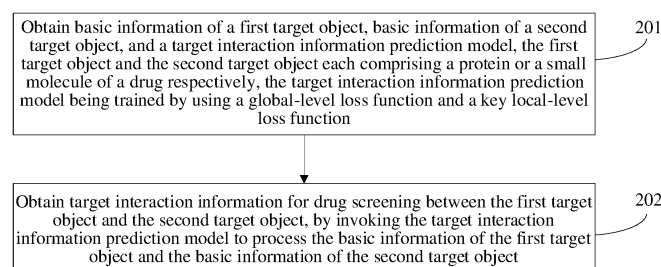 Obtain basic information of a first target object, basic information of a second
target object, and a target interaction information prediction model, the first
target object and the second target object each comprising a protein or a small
molecule of a drug respectively, the target interaction information prediction
model being trained by using a global-level loss function and a key local-level
loss function
201
Obtain target interaction information for drug screening between the first target
object and the second target object, by invoking the target interaction
information prediction model to process the basic information of the first target
object and the basic information of the second target object
202